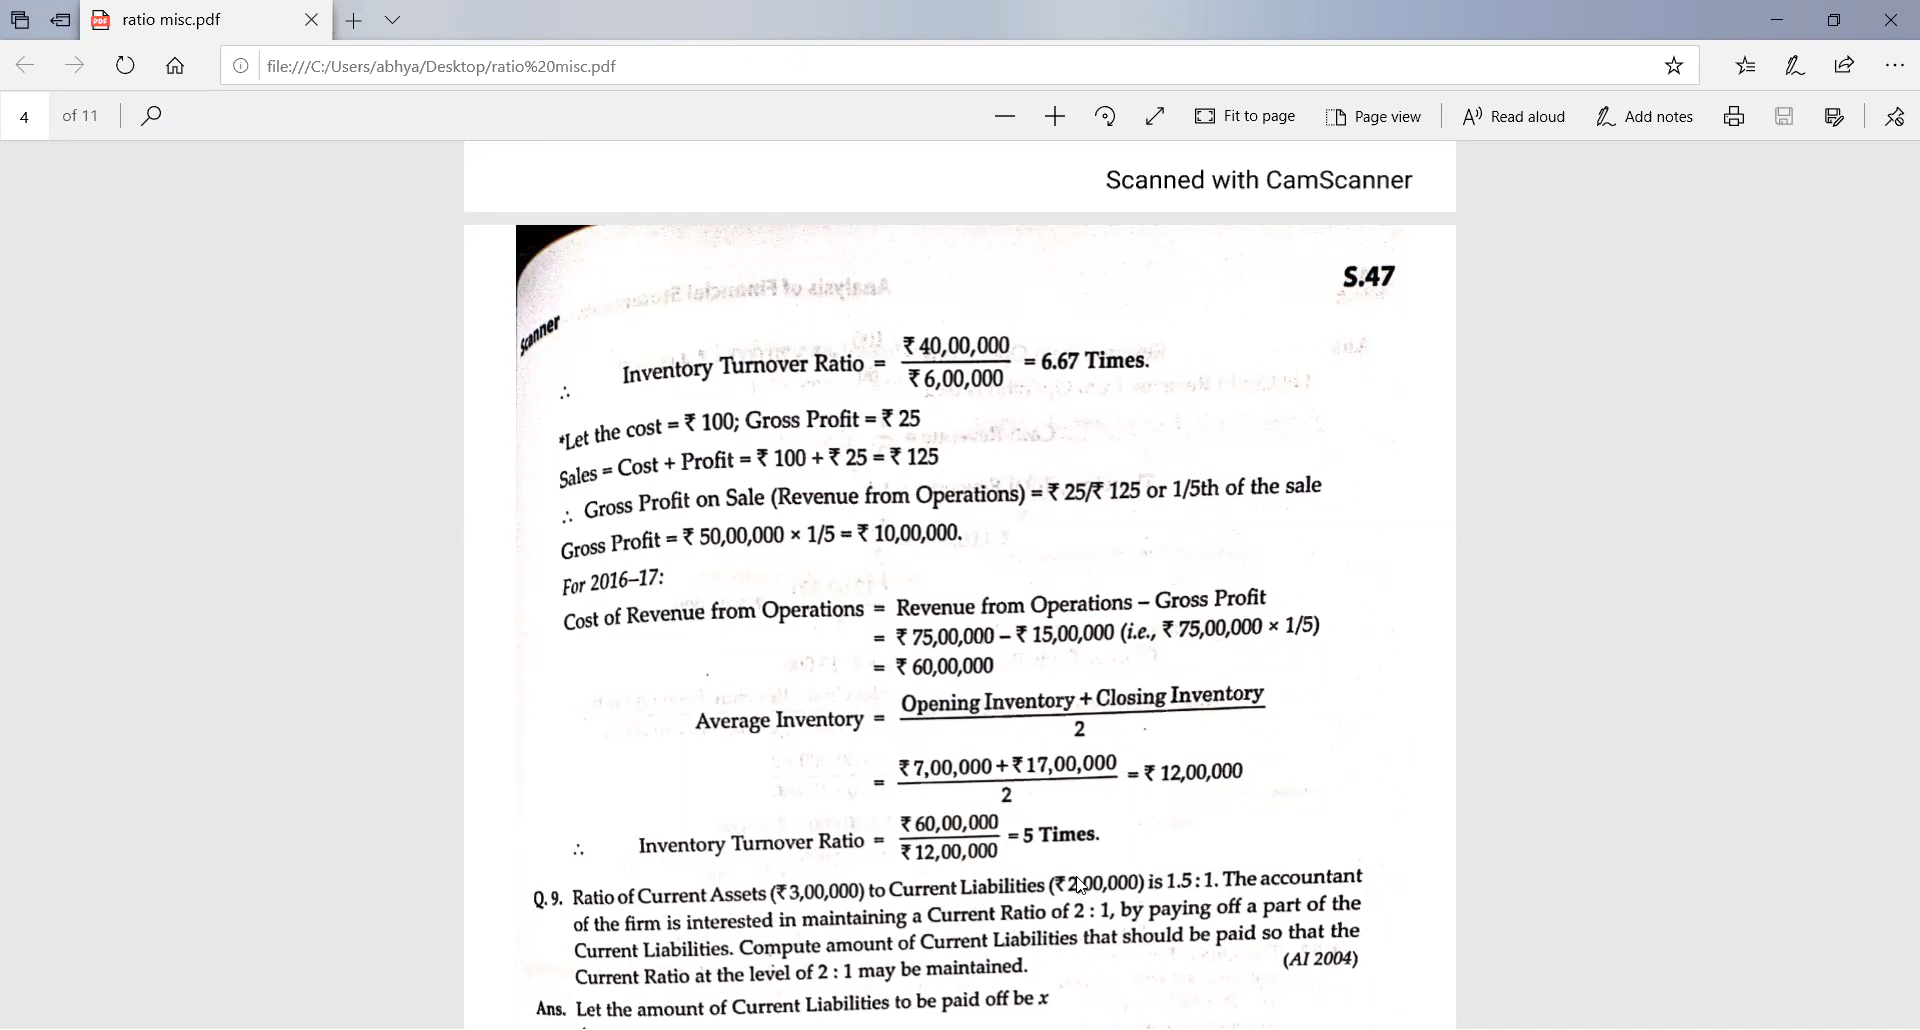 ratio misc.pdf
file:///C:/Users/abhya/Desktop/ratio%20misc.pdf
4 of 11 Fit to page Page view Read aloud Add notes
Scanned with CamScanner
S.47
Scanner
∴ Inventory Turnover Ratio = ₹ 40,00,000 / ₹ 6,00,000 = 6.67 Times.
*Let the cost = ₹ 100; Gross Profit = ₹ 25
Sales = Cost + Profit = ₹ 100 + ₹ 25 = ₹ 125
∴ Gross Profit on Sale (Revenue from Operations) = ₹ 25/₹ 125 or 1/5th of the sale
Gross Profit = ₹ 50,00,000 × 1/5 = ₹ 10,00,000.
For 2016–17:
Cost of Revenue from Operations = Revenue from Operations – Gross Profit
= ₹ 75,00,000 – ₹ 15,00,000 (i.e., ₹ 75,00,000 × 1/5)
= ₹ 60,00,000
Average Inventory = Opening Inventory + Closing Inventory / 2
= ₹ 7,00,000 + ₹ 17,00,000 / 2 = ₹ 12,00,000
∴ Inventory Turnover Ratio = ₹ 60,00,000 / ₹ 12,00,000 = 5 Times.
Q. 9. Ratio of Current Assets (₹ 3,00,000) to Current Liabilities (₹ 2,00,000) is 1.5 : 1. The accountant
of the firm is interested in maintaining a Current Ratio of 2 : 1, by paying off a part of the
Current Liabilities. Compute amount of Current Liabilities that should be paid so that the
Current Ratio at the level of 2 : 1 may be maintained. (AI 2004)
Ans. Let the amount of Current Liabilities to be paid off be x